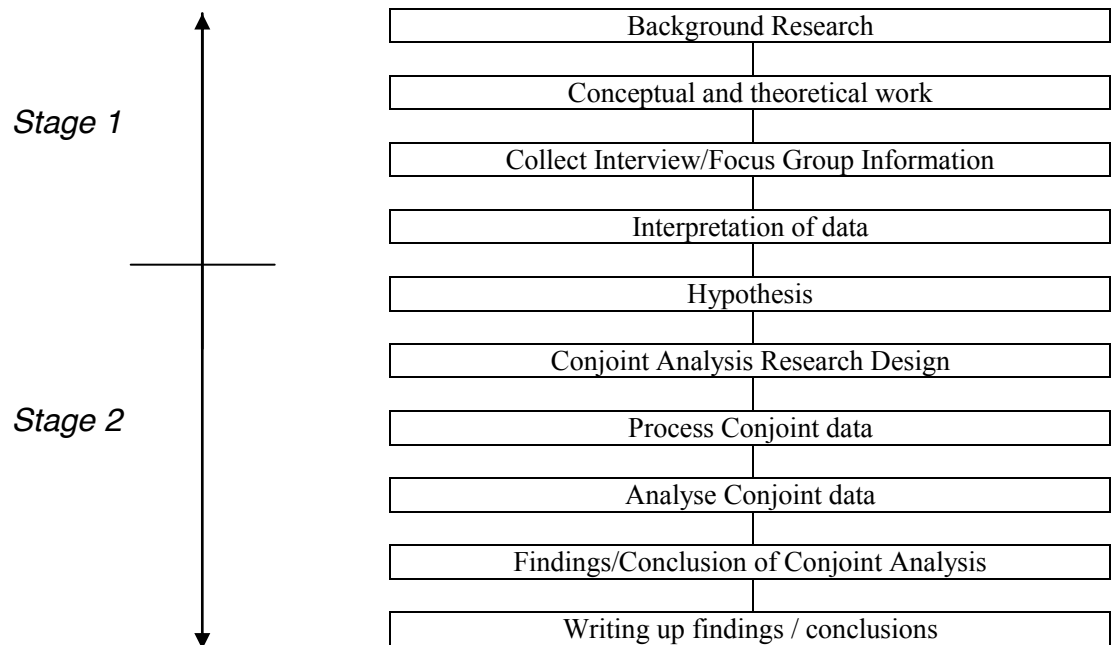 Background Research
Conceptual and theoretical work
Stage 1
Collect Interview/Focus Group Information
Interpretation of data
Hypothesis
Conjoint Analysis Research Design
Stage 2
Process Conjoint data
Analyse Conjoint data
Findings/Conclusion of Conjoint Analysis
Writing up findings / conclusions